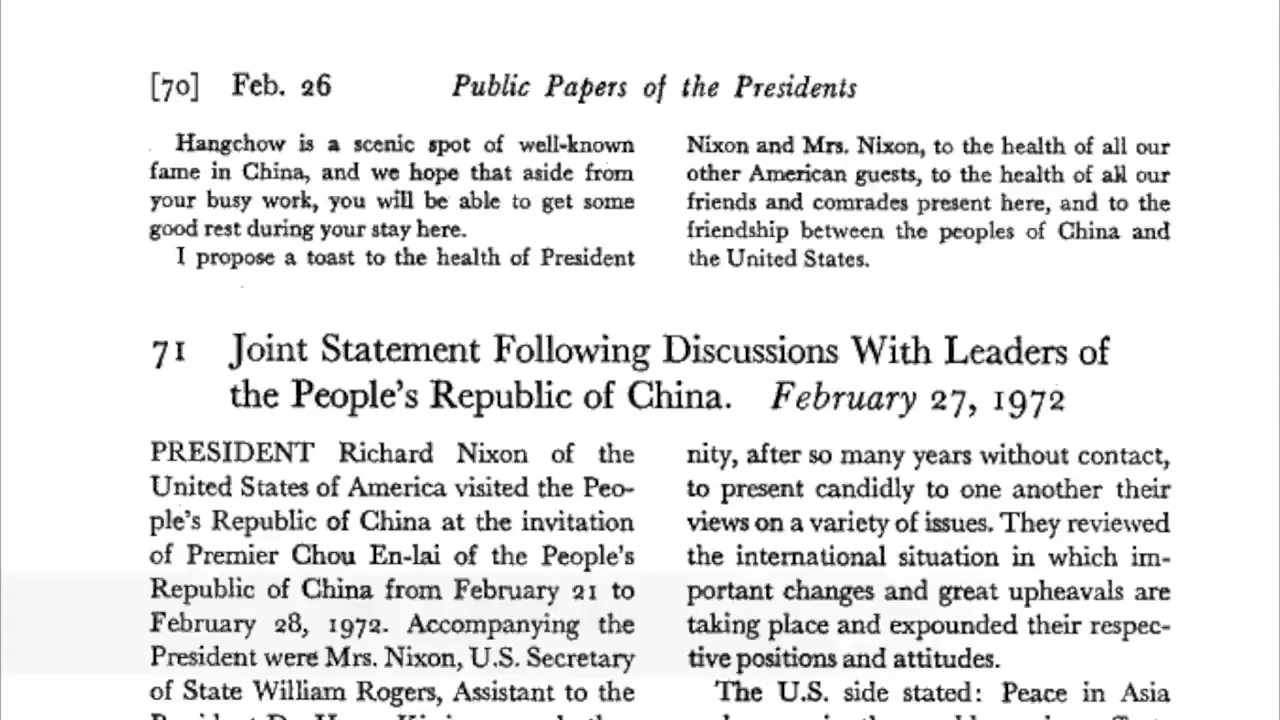 [70] Feb. 26 Public Papers of the Presidents
Hangchow is a scenic spot of well-known
fame in China, and we hope that aside from
your busy work, you will be able to get some
good rest during your stay here.
I propose a toast to the health of President
Nixon and Mrs. Nixon, to the health of all our
other American guests, to the health of all our
friends and comrades present here, and to the
friendship between the peoples of China and
the United States.
71 Joint Statement Following Discussions With Leaders of
the People's Republic of China. February 27, 1972
PRESIDENT Richard Nixon of the
United States of America visited the Peo-
ple's Republic of China at the invitation
of Premier Chou En-lai of the People's
Republic of China from February 21 to
February 28, 1972. Accompanying the
President were Mrs. Nixon, U.S. Secretary
of State William Rogers, Assistant to the
nity, after so many years without contact,
to present candidly to one another their
views on a variety of issues. They reviewed
the international situation in which im-
portant changes and great upheavals are
taking place and expounded their respec-
tive positions and attitudes.
The U.S. side stated: Peace in Asia